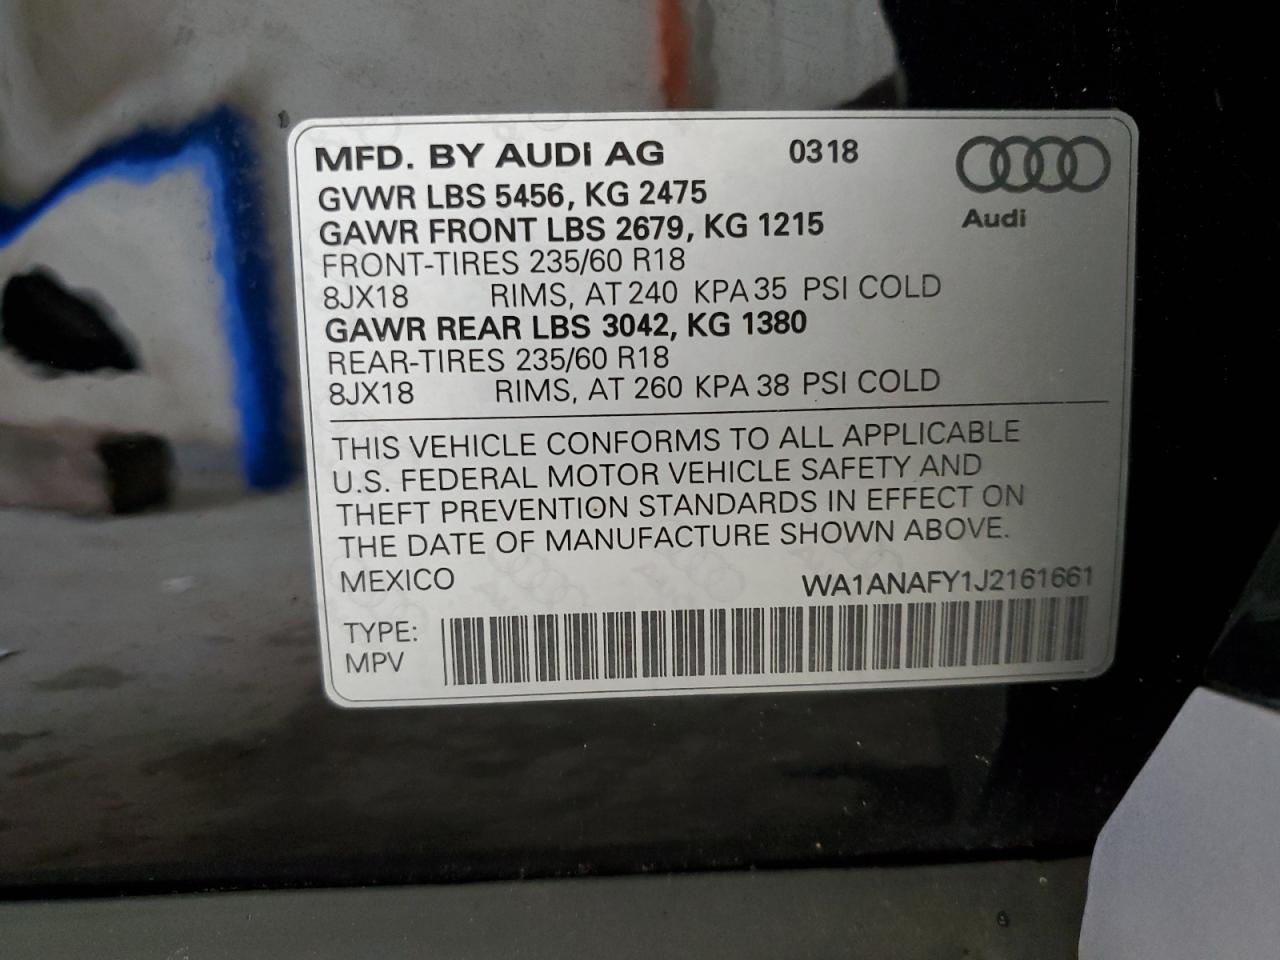 MFD. BY AUDI AG 0318
Audi
GVWR LBS 5456, KG 2475
GAWR FRONT LBS 2679, KG 1215
FRONT-TIRES 235/60 R18
8JX18 RIMS, AT 240 KPA 35 PSI COLD
GAWR REAR LBS 3042, KG 1380
REAR-TIRES 235/60 R18
8JX18 RIMS, AT 260 KPA 38 PSI COLD
THIS VEHICLE CONFORMS TO ALL APPLICABLE
U.S. FEDERAL MOTOR VEHICLE SAFETY AND
THEFT PREVENTION STANDARDS IN EFFECT ON
THE DATE OF MANUFACTURE SHOWN ABOVE.
MEXICO WA1ANAFY1J2161661
TYPE:
MPV